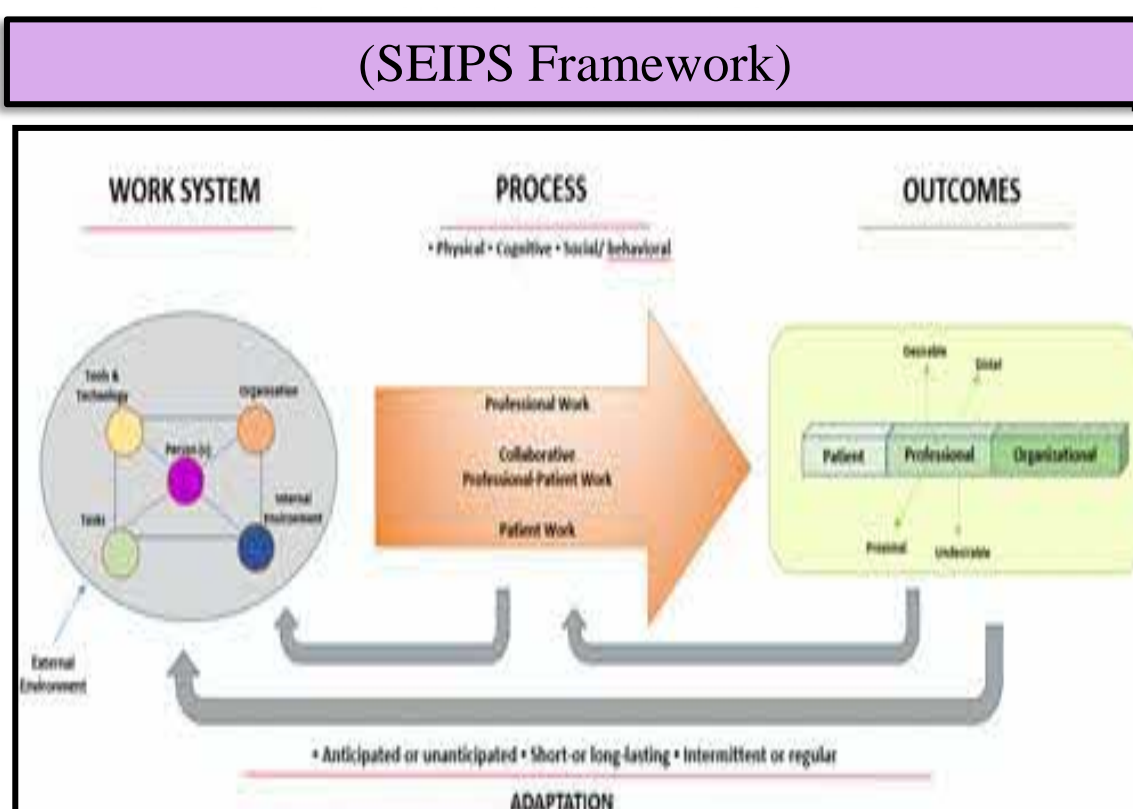 (SEIPS Framework)
WORK SYSTEM
PROCESS
OUTCOMES
• Physical • Cognitive • Social/ behavioral
Tools &
Technology
Organization
Person(s)
Tasks
Internal
Environment
External
Environment
Professional Work
Collaborative
Professional-Patient Work
Patient Work
Desirable
Distal
Patient
Professional
Organizational
Proximal
Undesirable
• Anticipated or unanticipated • Short-or long-lasting • Intermittent or regular
ADAPTATION